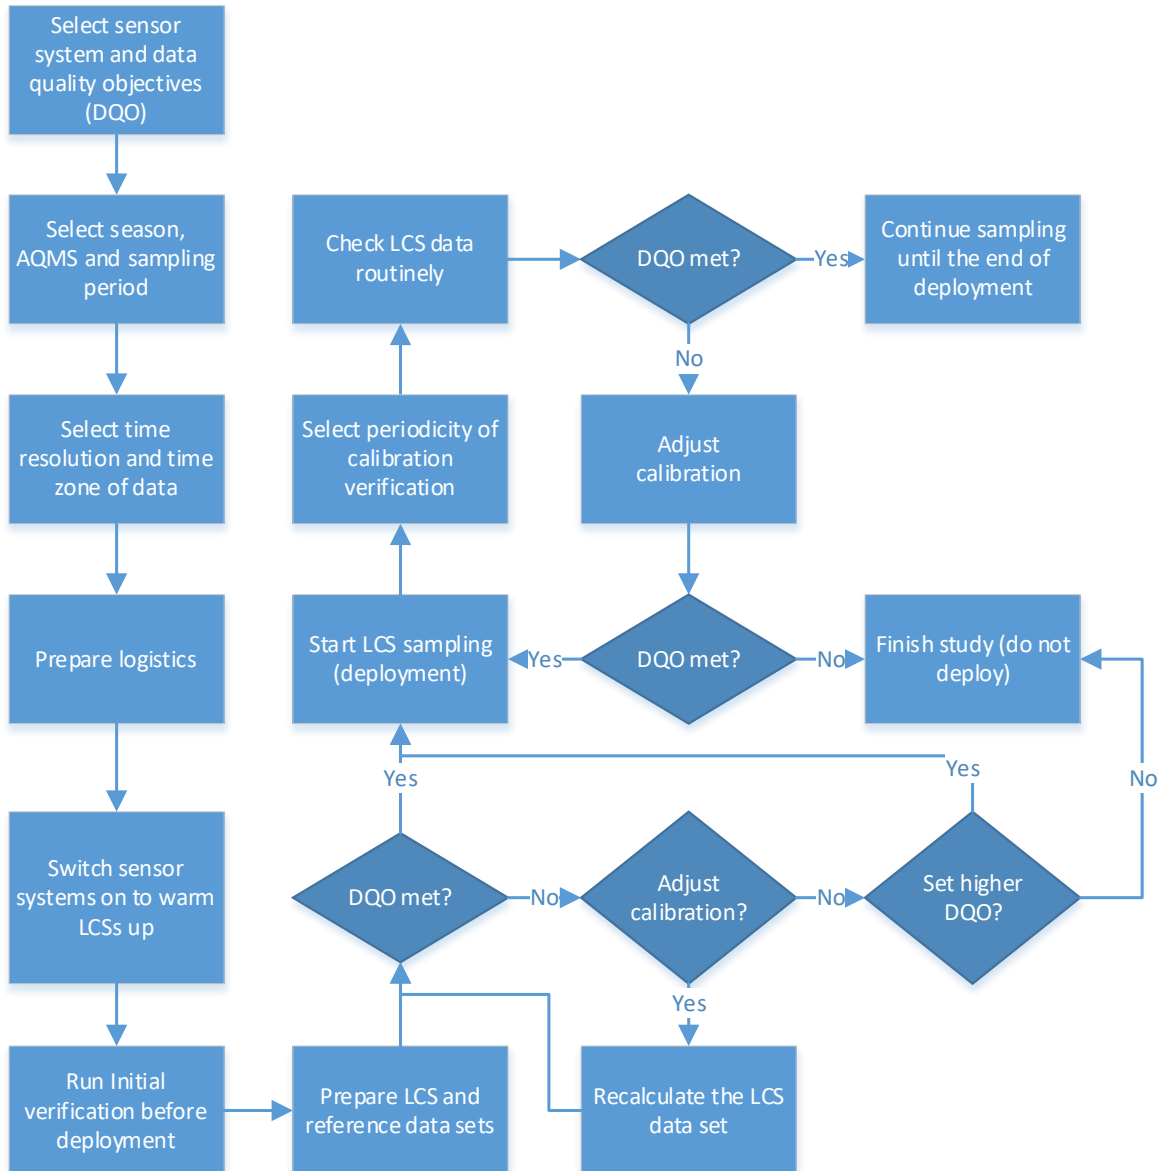 Select sensor
system and data
quality objectives
(DQO)
Select season,
AQMS and sampling
period
Select time
resolution and time
zone of data
Prepare logistics
Switch sensor
systems on to warm
LCSs up
Run Initial
verification before
deployment
Prepare LCS and
reference data sets
DQO met?
Yes
No
Adjust
calibration?
Yes
No
Recalculate the LCS
data set
Set higher
DQO?
Yes
No
Start LCS sampling
(deployment)
Select periodicity of
calibration
verification
Check LCS data
routinely
DQO met?
Yes
Continue sampling
until the end of
deployment
No
Adjust
calibration
DQO met?
Yes
No
Finish study (do not
deploy)